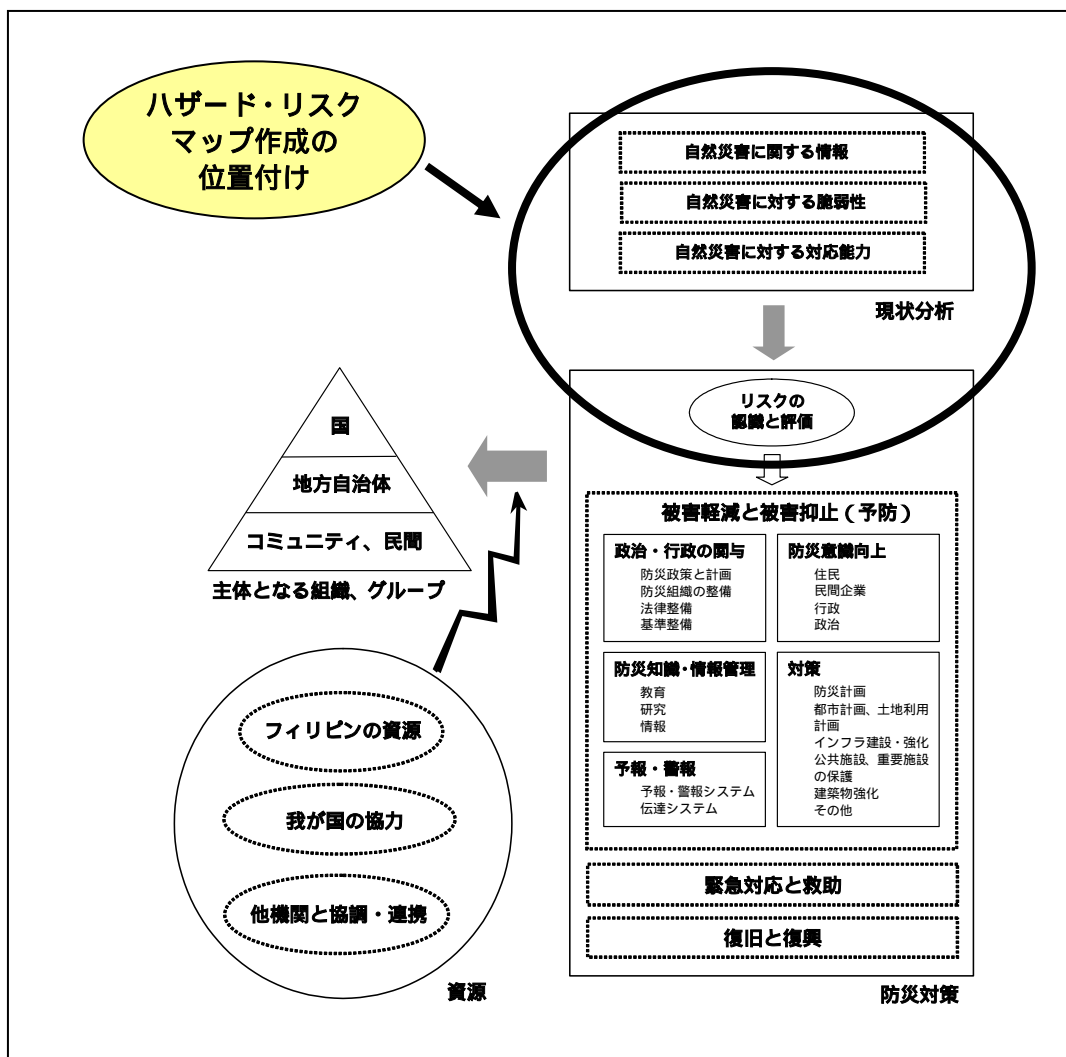 ハザード・リスク
マップ作成の
位置付け
自然災害に関する情報
自然災害に対する脆弱性
自然災害に対する対応能力
現状分析
リスクの
認識と評価
国
地方自治体
コミュニティ、民間
主体となる組織、グループ
被害軽減と被害抑止（予防）
政治・行政の関与
防災政策と計画
防災組織の整備
法律整備
基準整備
防災意識向上
住民
民間企業
行政
政治
防災知識・情報管理
教育
研究
情報
対策
防災計画
都市計画、土地利用
計画
インフラ建設・強化
公共施設、重要施設
の保護
建築物強化
その他
予報・警報
予報・警報システム
伝達システム
緊急対応と救助
復旧と復興
防災対策
フィリピンの資源
我が国の協力
他機関と協調・連携
資源